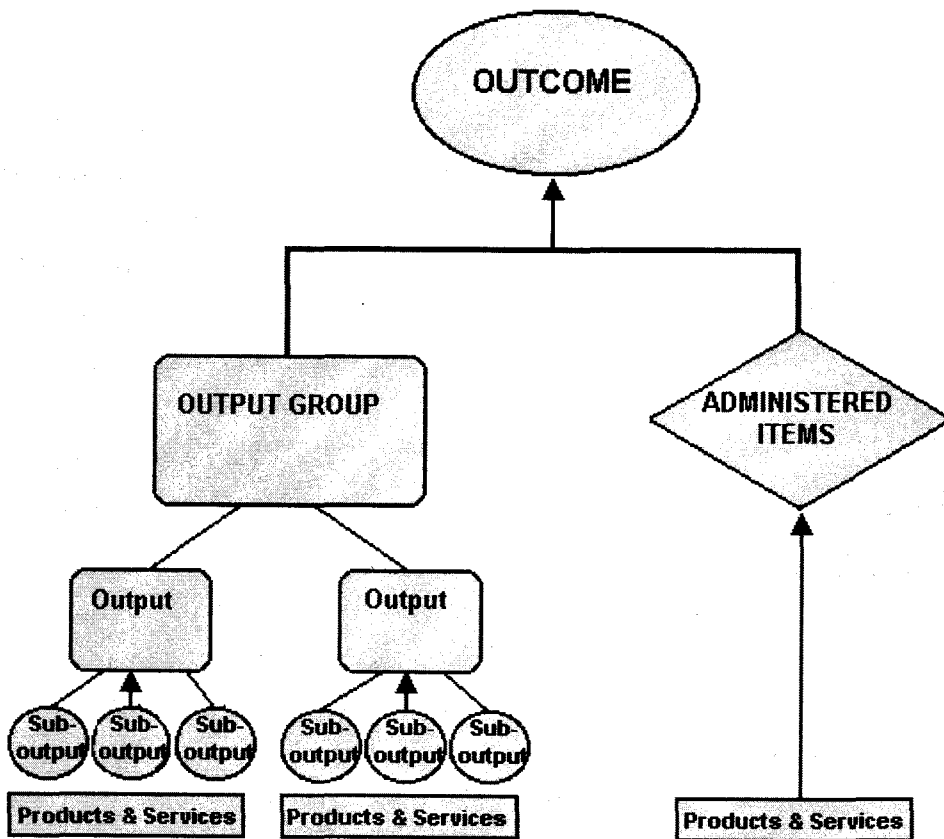 OUTCOME
OUTPUT GROUP
ADMINISTERED
ITEMS
Output
Output
Sub-
output
Sub-
output
Sub-
output
Sub-
output
Sub-
output
Sub-
output
Products & Services
Products & Services
Products & Services